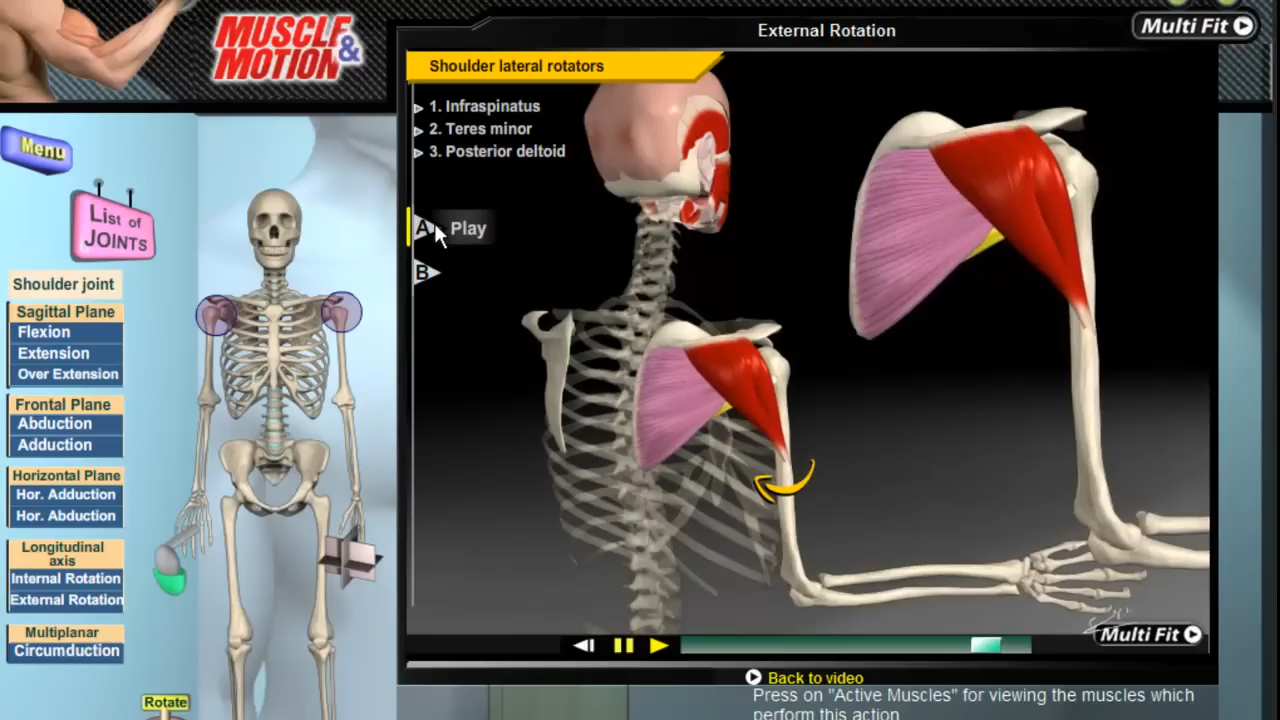 MUSCLE
&
MOTION
External Rotation
Multi Fit
Shoulder lateral rotators
1. Infraspinatus
2. Teres minor
3. Posterior deltoid
A
Play
B
Menu
List of
JOINTS
Shoulder joint
Sagittal Plane
Flexion
Extension
Over Extension
Frontal Plane
Abduction
Adduction
Horizontal Plane
Hor. Adduction
Hor. Abduction
Longitudinal
axis
Internal Rotation
External Rotation
Multiplanar
Circumduction
Rotate
Multi Fit
Back to video
Press on "Active Muscles" for viewing the muscles which
perform this action